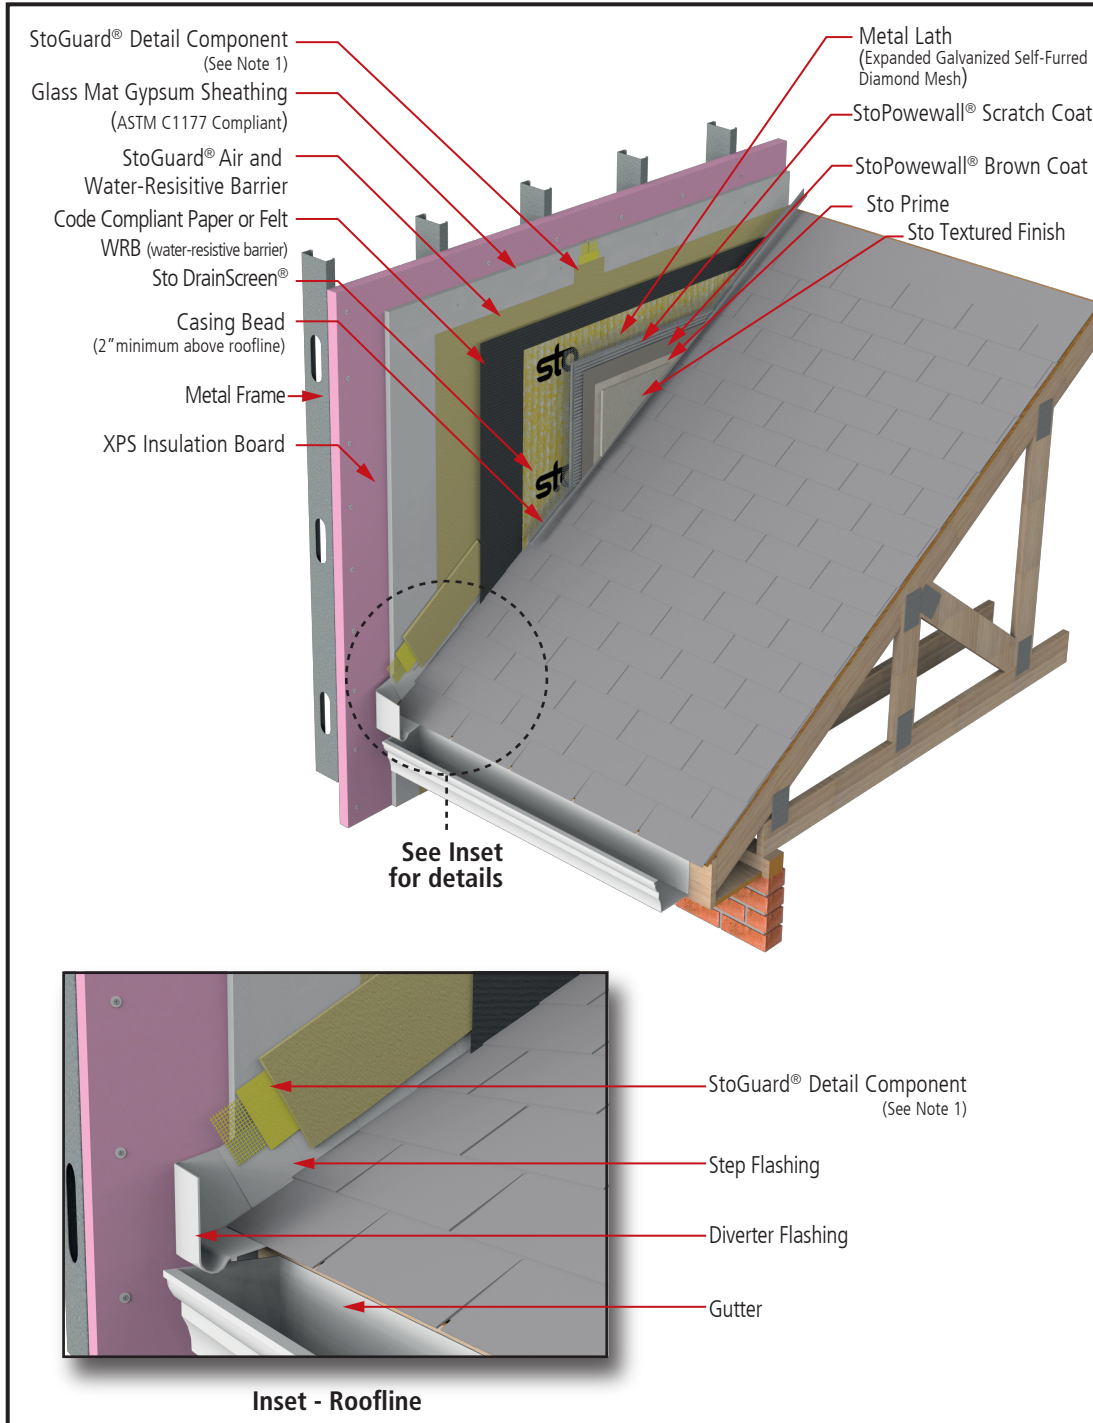 StoGuard® Detail Component
(See Note 1)
Glass Mat Gypsum Sheathing
(ASTM C1177 Compliant)
StoGuard® Air and
Water-Resisitive Barrier
Code Compliant Paper or Felt
WRB (water-resistive barrier)
Sto DrainScreen®
Casing Bead
(2" minimum above roofline)
Metal Frame
XPS Insulation Board
Metal Lath
(Expanded Galvanized Self-Furred
Diamond Mesh)
StoPowewall® Scratch Coat
StoPowewall® Brown Coat
Sto Prime
Sto Textured Finish
sto
sto
See Inset
for details
StoGuard® Detail Component
(See Note 1)
Step Flashing
Diverter Flashing
Gutter
Inset - Roofline